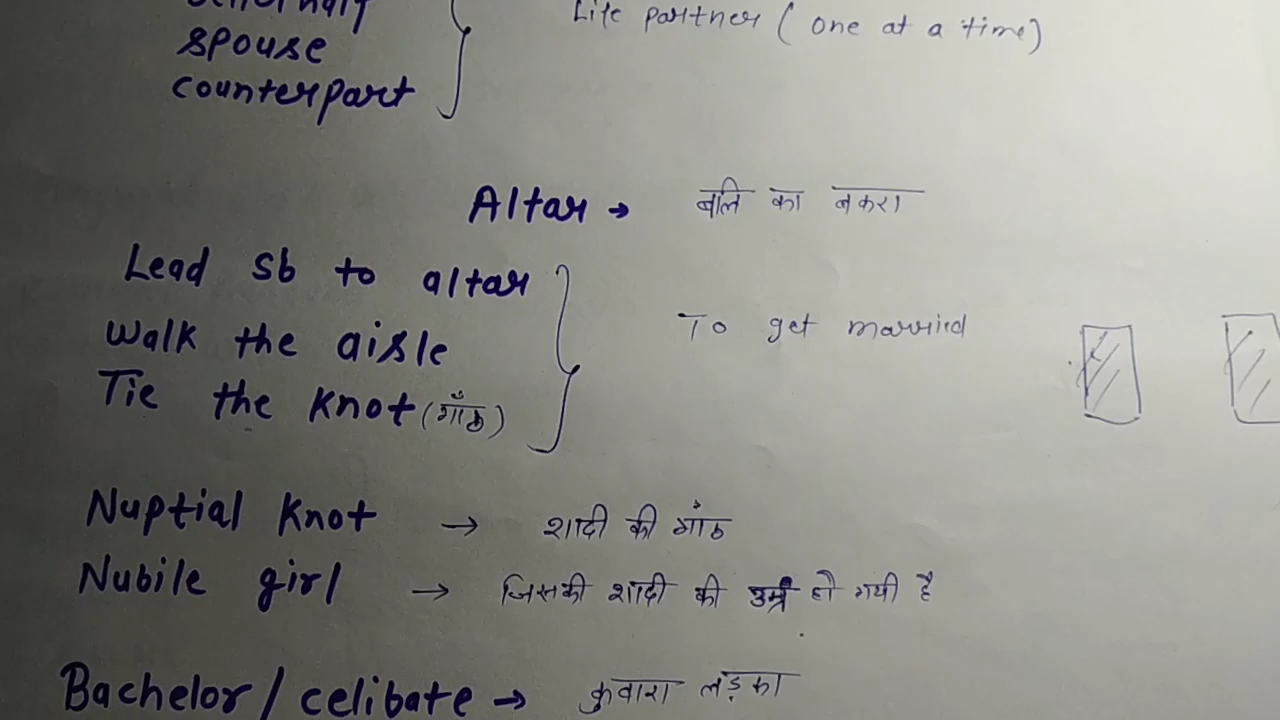 Life partner ( one at a time)
spouse
counterpart
Altar → बलि का बकरा
Lead sb to altar
Walk the aisle
To get married
Tie the knot (गाँठ)
Nuptial Knot → शादी की गांठ
Nubile girl → जिसकी शादी की उम्र हो गयी है
Bachelor / celibate → कुवारा लड़का